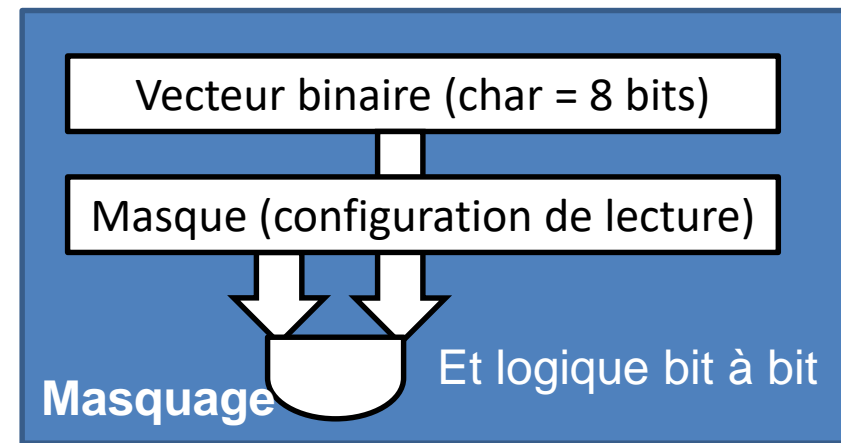 Vecteur binaire (char = 8 bits)
Masque (configuration de lecture)
Et logique bit à bit
Masquage